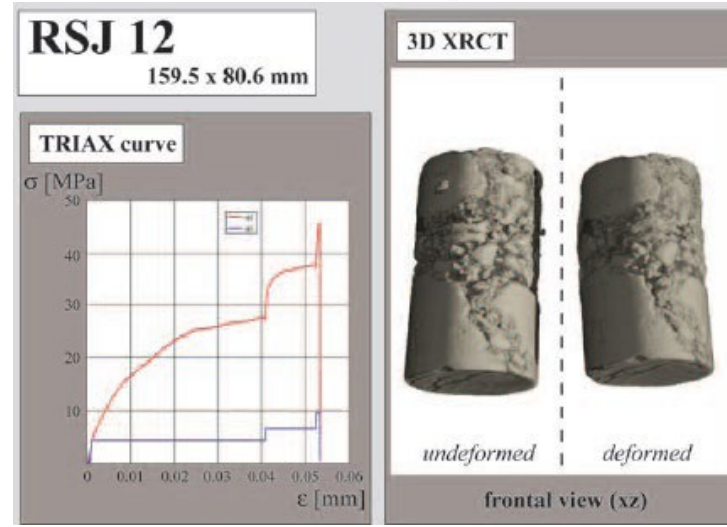 RSJ 12
159.5 x 80.6 mm
TRIAX curve
σ [MPa]
50
40
30
20
10
0 0.01 0.02 0.03 0.04 0.05 0.06
ε [mm]
3D XRCT
undeformed
deformed
frontal view (xz)